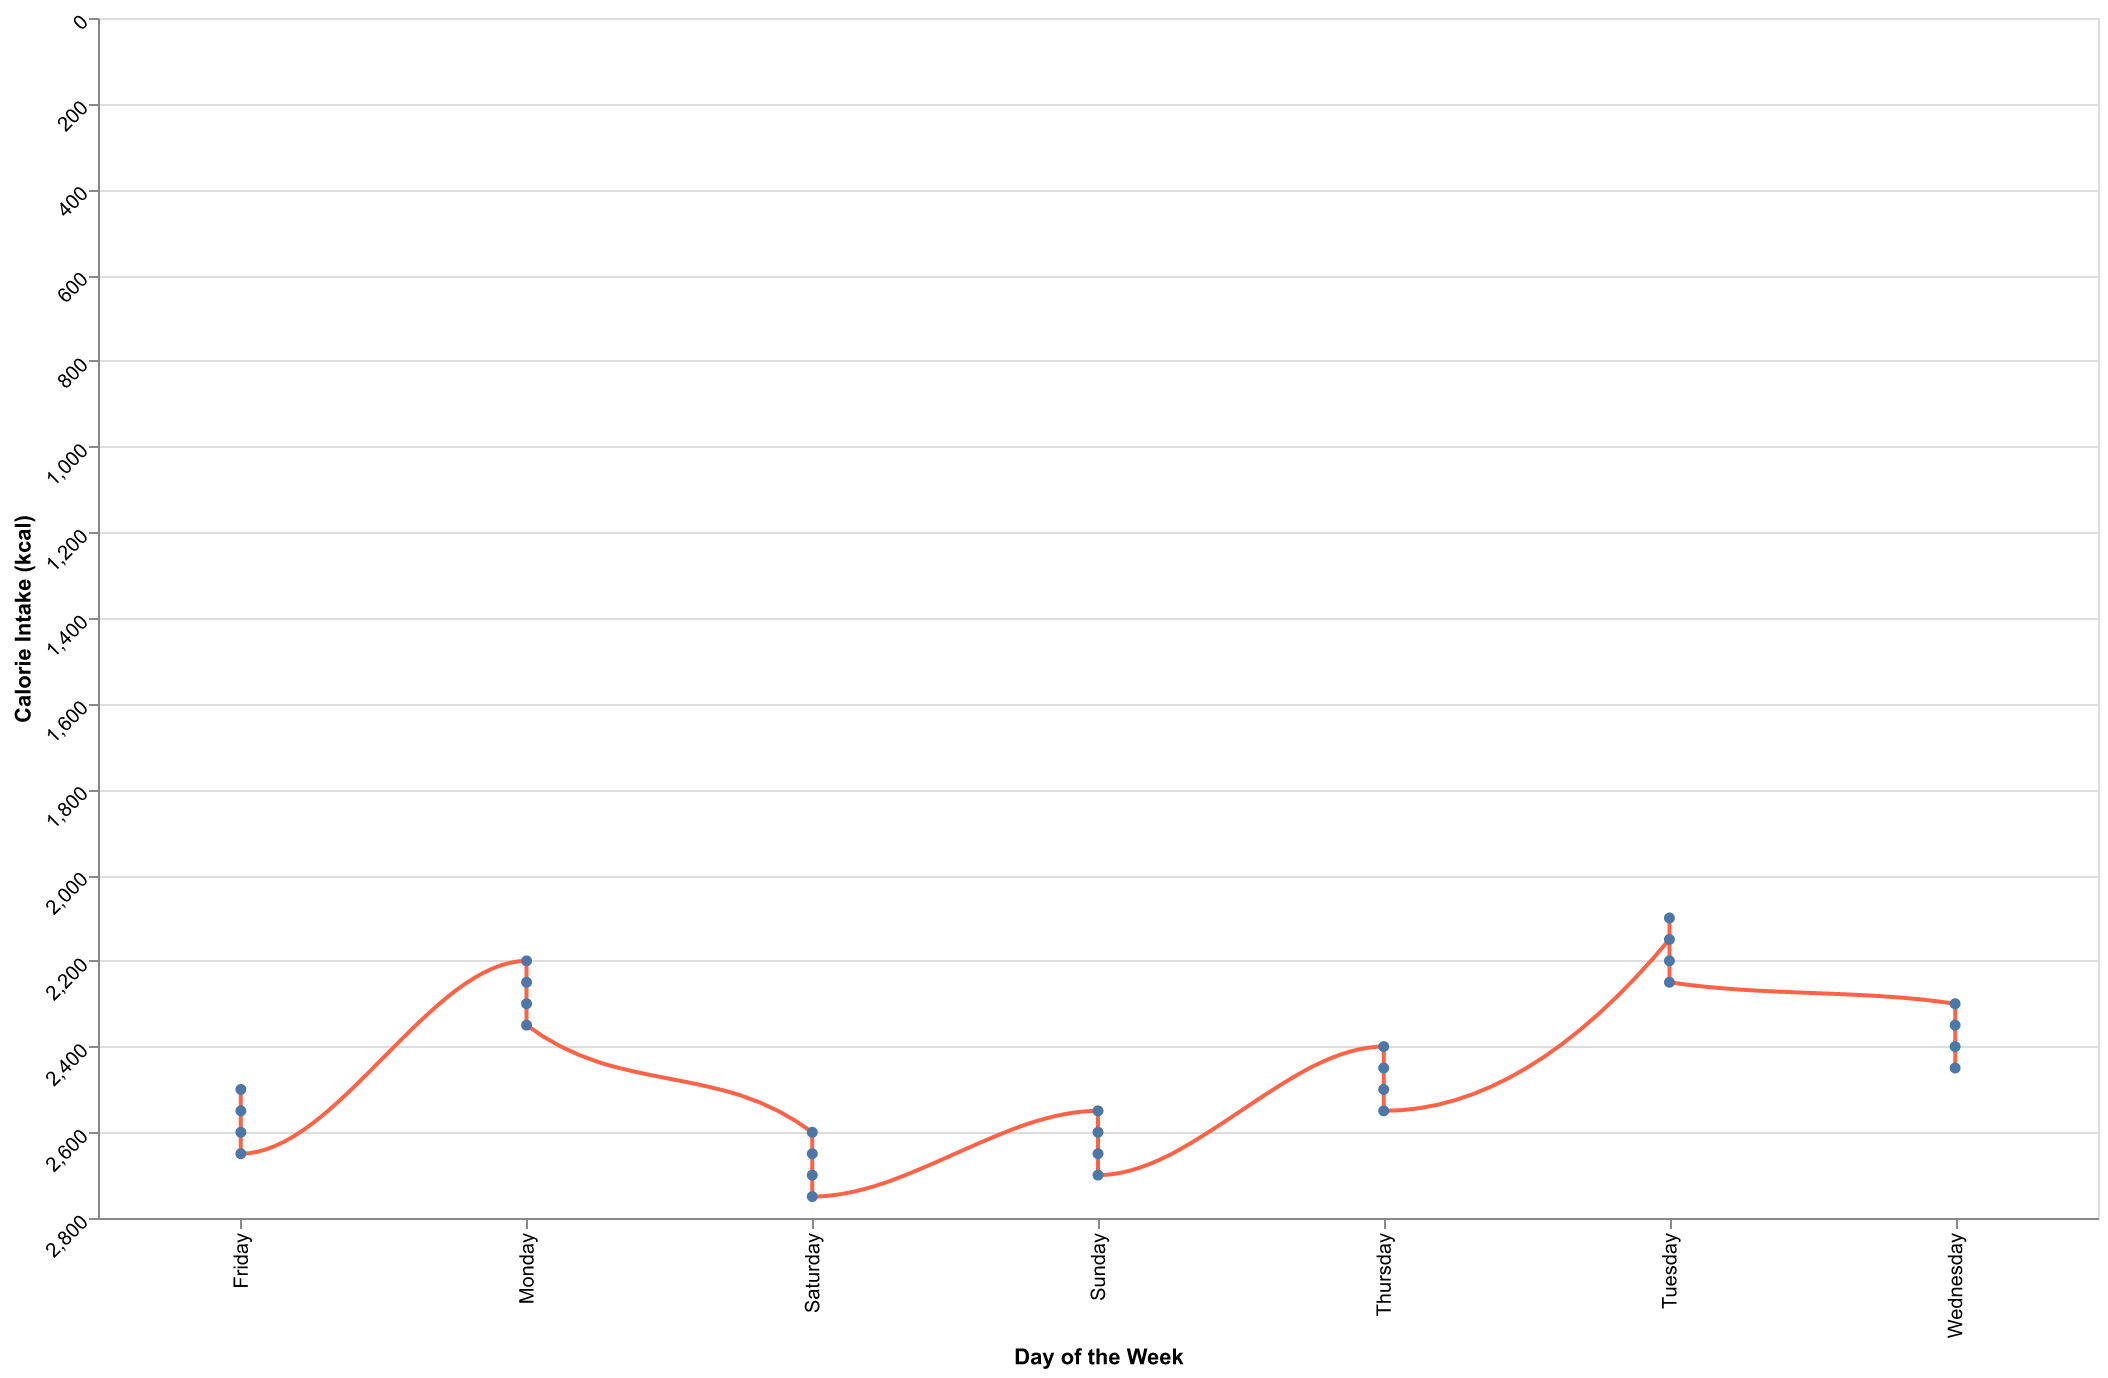 Calorie Intake (kcal)
0
200
400
600
800
1,000
1,200
1,400
1,600
1,800
2,000
2,200
2,400
2,600
2,800
Friday
Monday
Saturday
Sunday
Thursday
Tuesday
Wednesday
Day of the Week